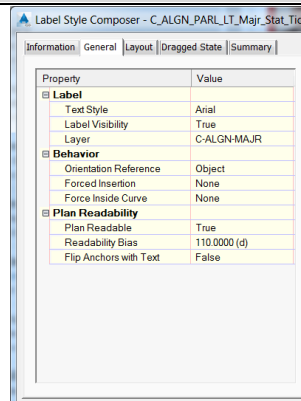 Label Style Composer - C_ALGN_PARL_LT_Majr_Stat_Tic
Information General Layout Dragged State Summary
Property Value
Label
Text Style Arial
Label Visibility True
Layer C-ALGN-MAJR
Behavior
Orientation Reference Object
Forced Insertion None
Force Inside Curve None
Plan Readability
Plan Readable True
Readability Bias 110.0000 (d)
Flip Anchors with Text False